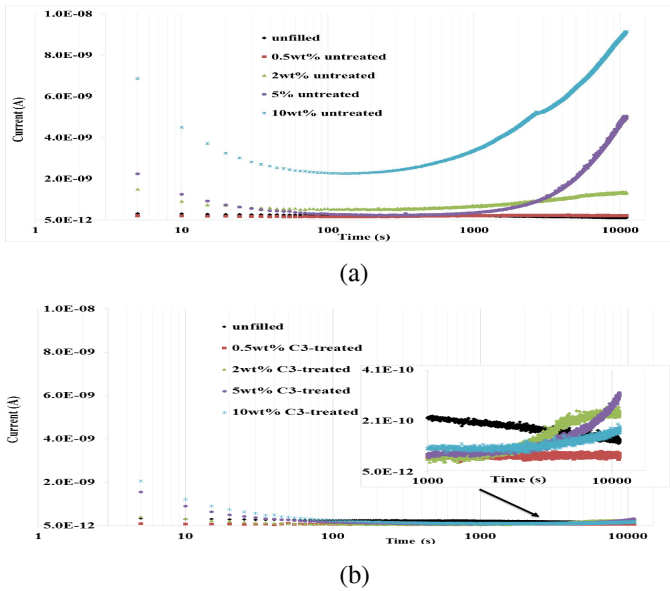 1.0E-08
8.0E-09
6.0E-09
4.0E-09
2.0E-09
5.0E-12
Current (A)
unfilled
0.5wt% untreated
2wt% untreated
5% untreated
10wt% untreated
1
10
100
1000
10000
Time (s)
(a)
1.0E-08
8.0E-09
6.0E-09
4.0E-09
2.0E-09
5.0E-12
Current (A)
unfilled
0.5wt% C3-treated
2wt% C3-treated
5wt% C3-treated
10wt% C3-treated
4.1E-10
2.1E-10
5.0E-12
1000
Time (s)
10000
1
10
100
1000
10000
Time (s)
(b)